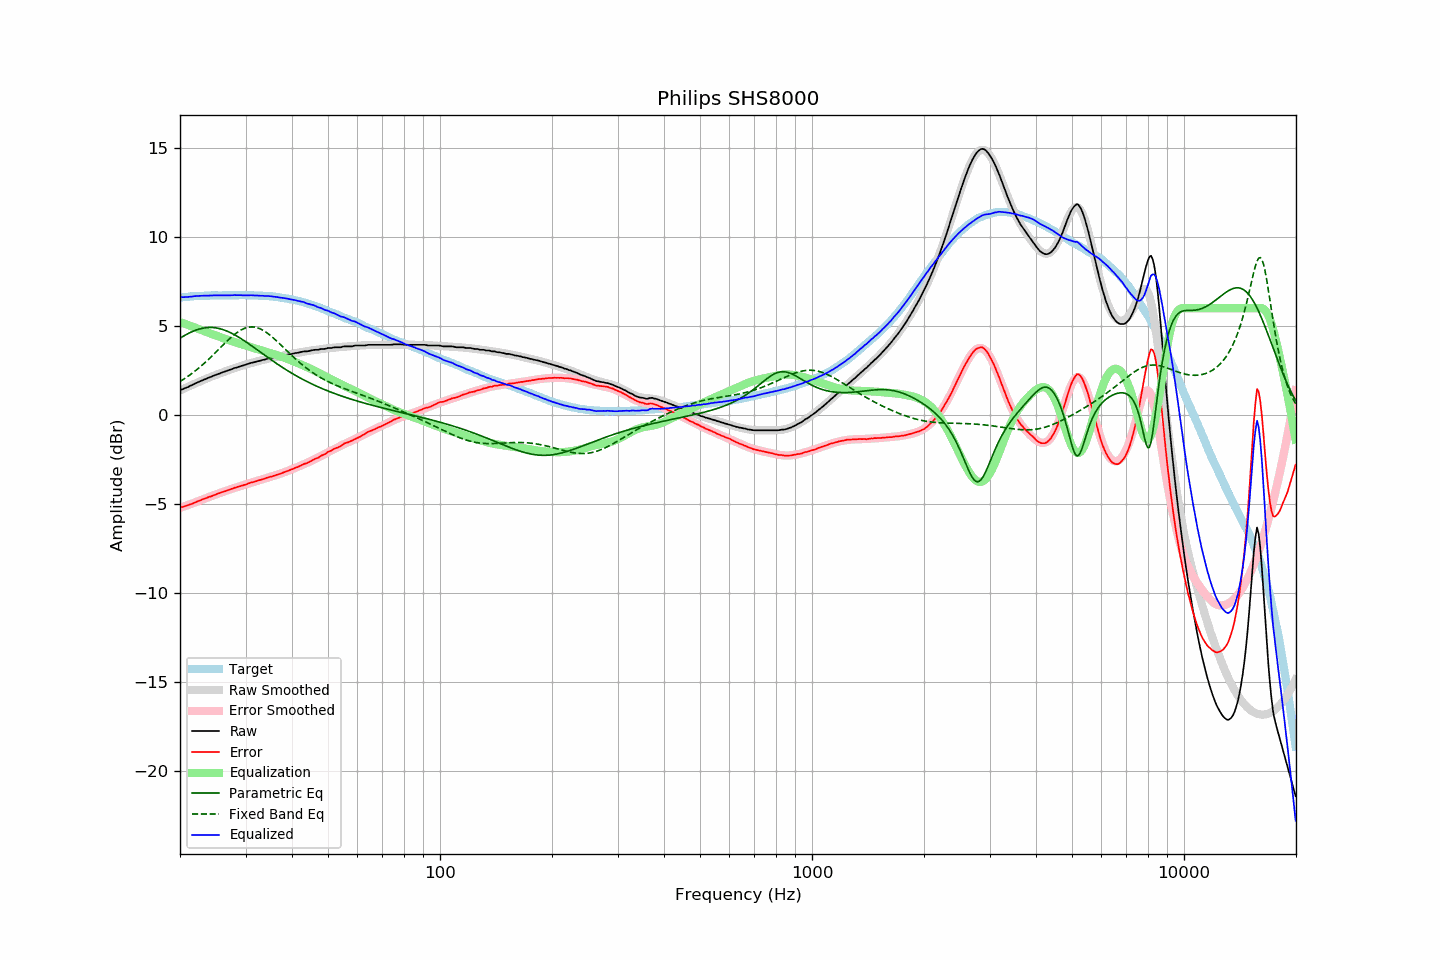 Philips SHS8000
15
10
5
0
−5
−10
−15
−20
Amplitude (dBr)
100
1000
10000
Frequency (Hz)
Target
Raw Smoothed
Error Smoothed
Raw
Error
Equalization
Parametric Eq
Fixed Band Eq
Equalized